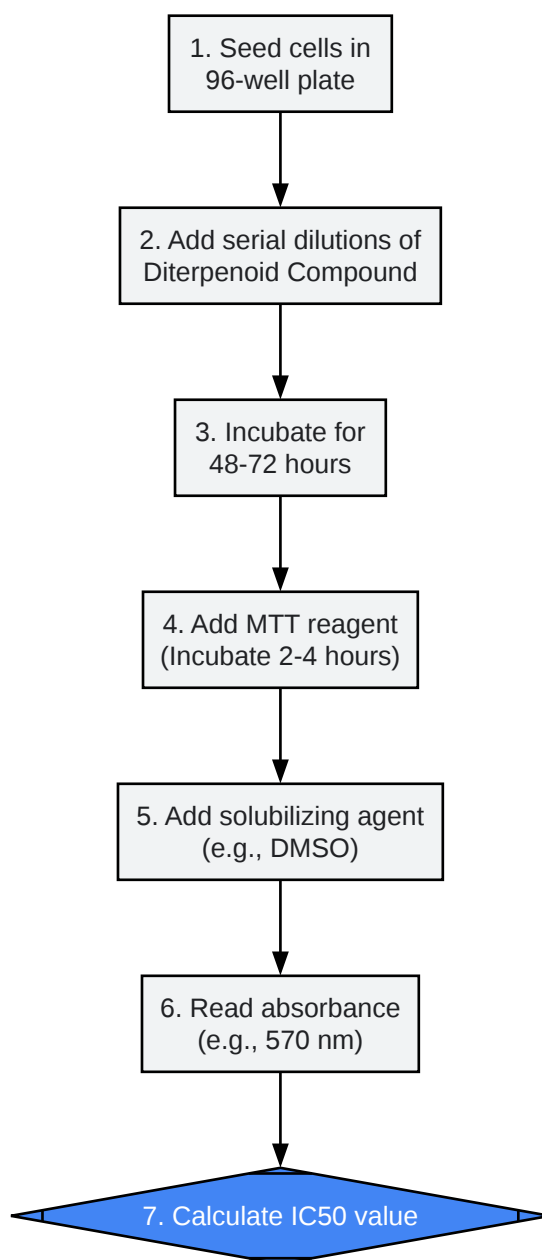 1. Seed cells in
96-well plate
2. Add serial dilutions of
Diterpenoid Compound
3. Incubate for
48-72 hours
4. Add MTT reagent
(Incubate 2-4 hours)
5. Add solubilizing agent
(e.g., DMSO)
6. Read absorbance
(e.g., 570 nm)
7. Calculate IC50 value